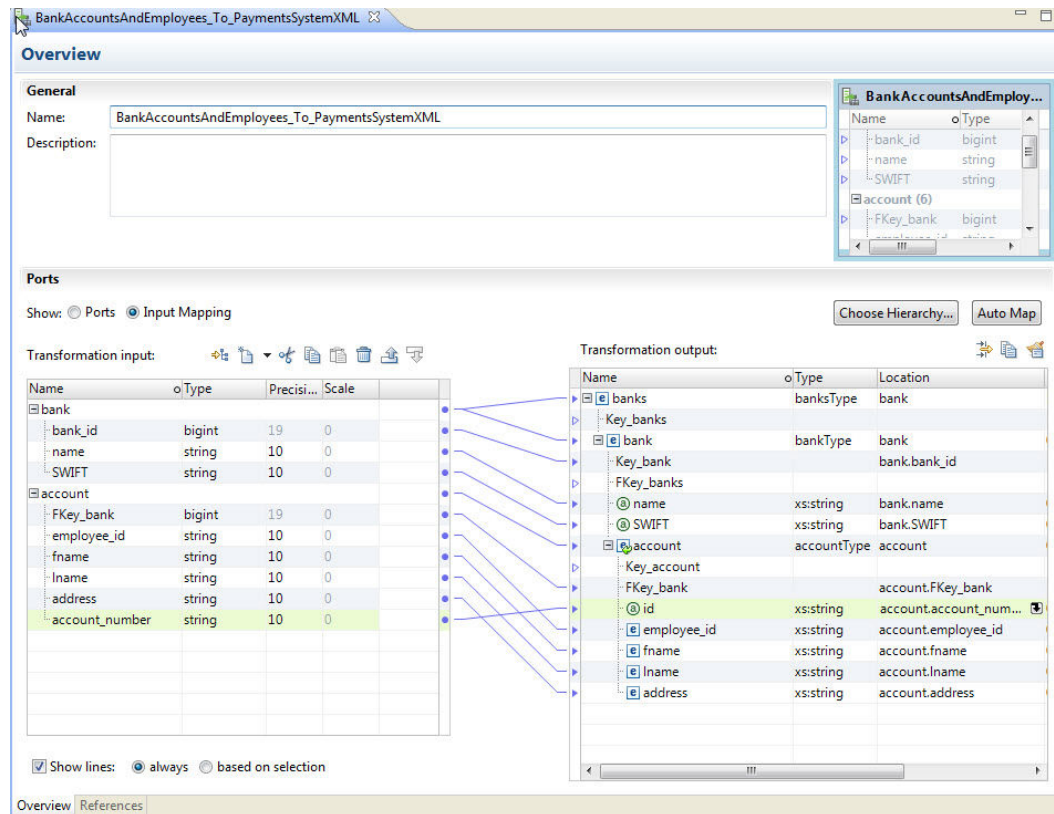 BankAccountsAndEmployees_To_PaymentsSystemXML
Overview
General
Name: BankAccountsAndEmployees_To_PaymentsSystemXML
Description:
BankAccountsAndEmploy...
Name Type
bank_id bigint
name string
SWIFT string
account (6)
FKey_bank bigint
Ports
Show: Ports Input Mapping
Choose Hierarchy... Auto Map
Transformation input:
Name Type Precisi... Scale
bank
bank_id bigint 19 0
name string 10 0
SWIFT string 10 0
account
FKey_bank bigint 19 0
employee_id string 10 0
fname string 10 0
lname string 10 0
address string 10 0
account_number string 10 0
Transformation output:
Name Type Location
e banks banksType bank
Key_banks
e bank bankType bank
Key_bank bank.bank_id
FKey_banks
a name xs:string bank.name
a SWIFT xs:string bank.SWIFT
e account accountType account
Key_account
FKey_bank account.FKey_bank
a id xs:string account.account_num...
e employee_id xs:string account.employee_id
e fname xs:string account.fname
e lname xs:string account.lname
e address xs:string account.address
Show lines: always based on selection
Overview References